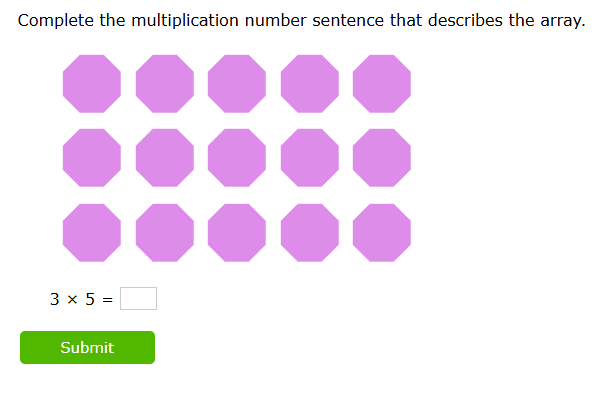 Complete the multiplication number sentence that describes the array.
3 × 5 =
Submit